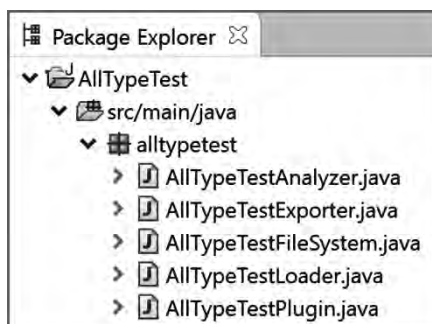 Package Explorer
AllTypeTest
src/main/java
alltypetest
AllTypeTestAnalyzer.java
AllTypeTestExporter.java
AllTypeTestFileSystem.java
AllTypeTestLoader.java
AllTypeTestPlugin.java